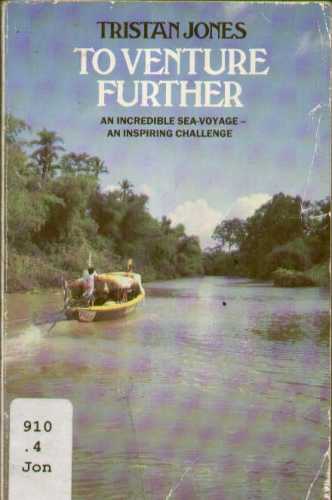 TRISTAN JONES
TO VENTURE
FURTHER
AN INCREDIBLE SEA-VOYAGE –
AN INSPIRING CHALLENGE
910
.4
Jon